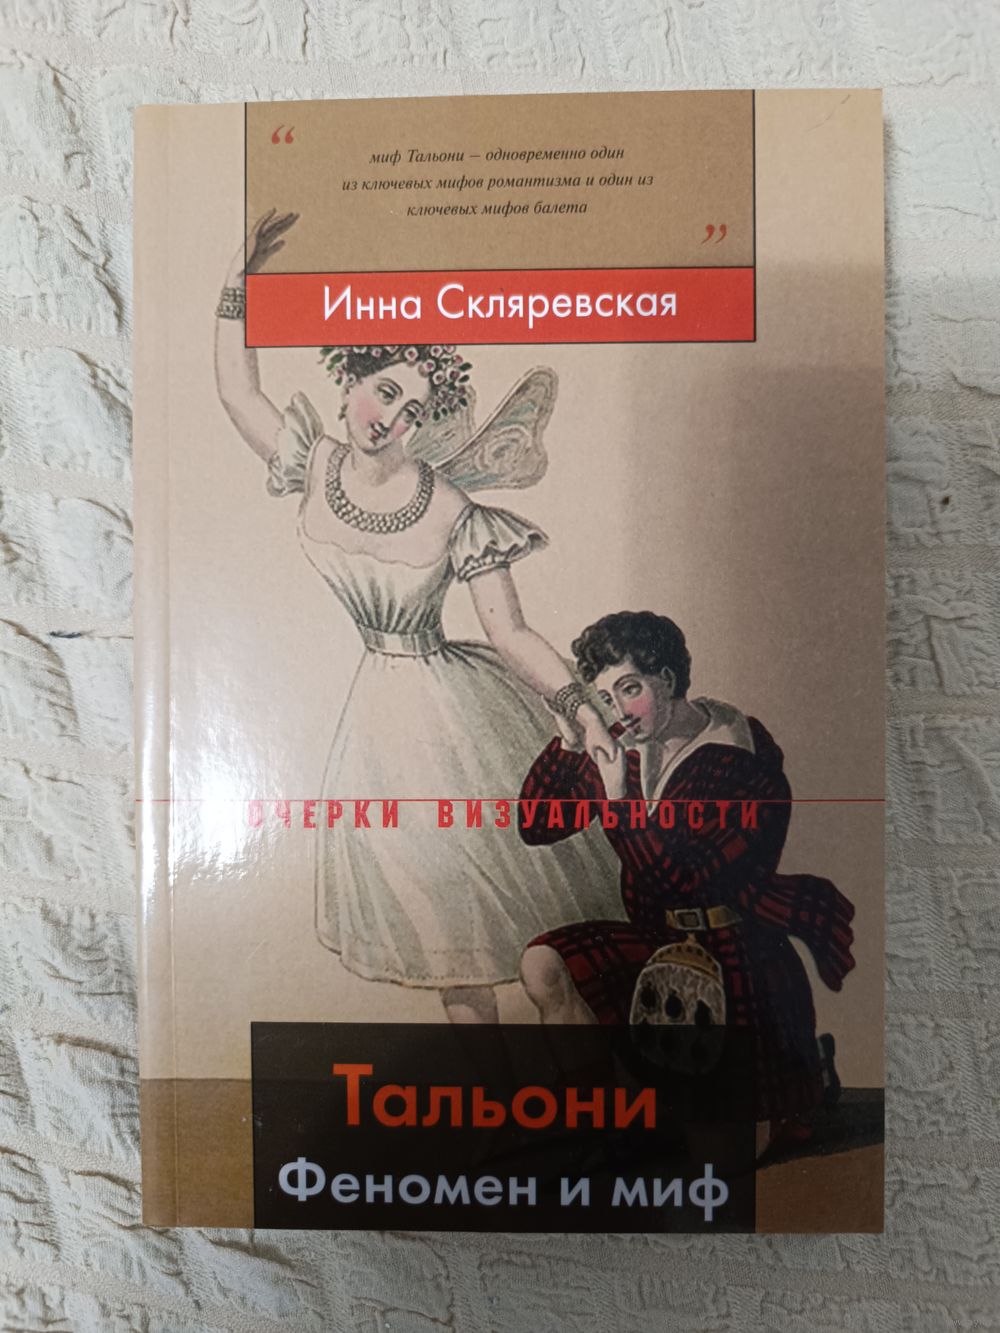 “
миф Тальони – одновременно один
из ключевых мифов романтизма и один из
ключевых мифов балета
”
Инна Скляревская
ОЧЕРКИ ВИЗУАЛЬНОСТИ
Тальони
Феномен и миф